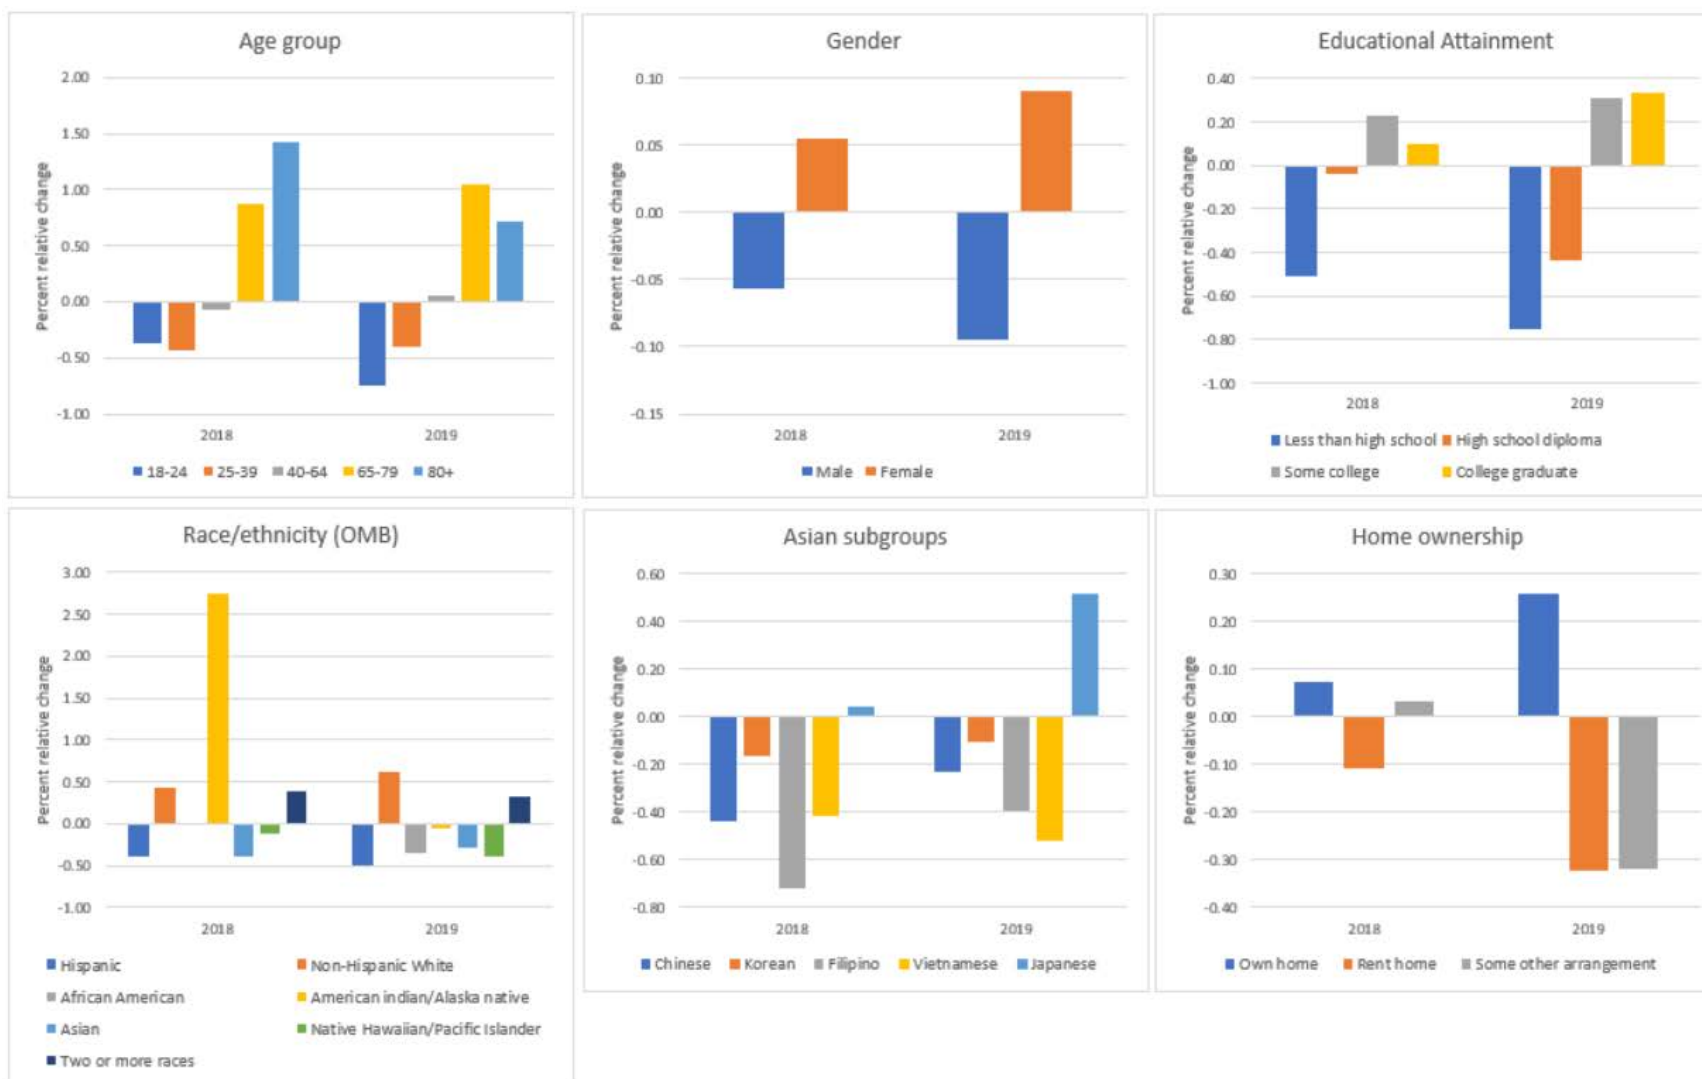 Age group
Percent relative change
2.00
1.50
1.00
0.50
0.00
-0.50
-1.00
2018 2019
18-24 25-39 40-64 65-79 80+
Gender
Percent relative change
0.10
0.05
0.00
-0.05
-0.10
-0.15
2018 2019
Male Female
Educational Attainment
Percent relative change
0.40
0.20
0.00
-0.20
-0.40
-0.60
-0.80
-1.00
2018 2019
Less than high school High school diploma
Some college College graduate
Race/ethnicity (OMB)
Percent relative change
3.00
2.50
2.00
1.50
1.00
0.50
0.00
-0.50
-1.00
2018 2019
Hispanic Non-Hispanic White
African American American indian/Alaska native
Asian Native Hawaiian/Pacific Islander
Two or more races
Asian subgroups
Percent relative change
0.60
0.40
0.20
0.00
-0.20
-0.40
-0.60
-0.80
2018 2019
Chinese Korean Filipino Vietnamese Japanese
Home ownership
Percent relative change
0.30
0.20
0.10
0.00
-0.10
-0.20
-0.30
-0.40
2018 2019
Own home Rent home Some other arrangement